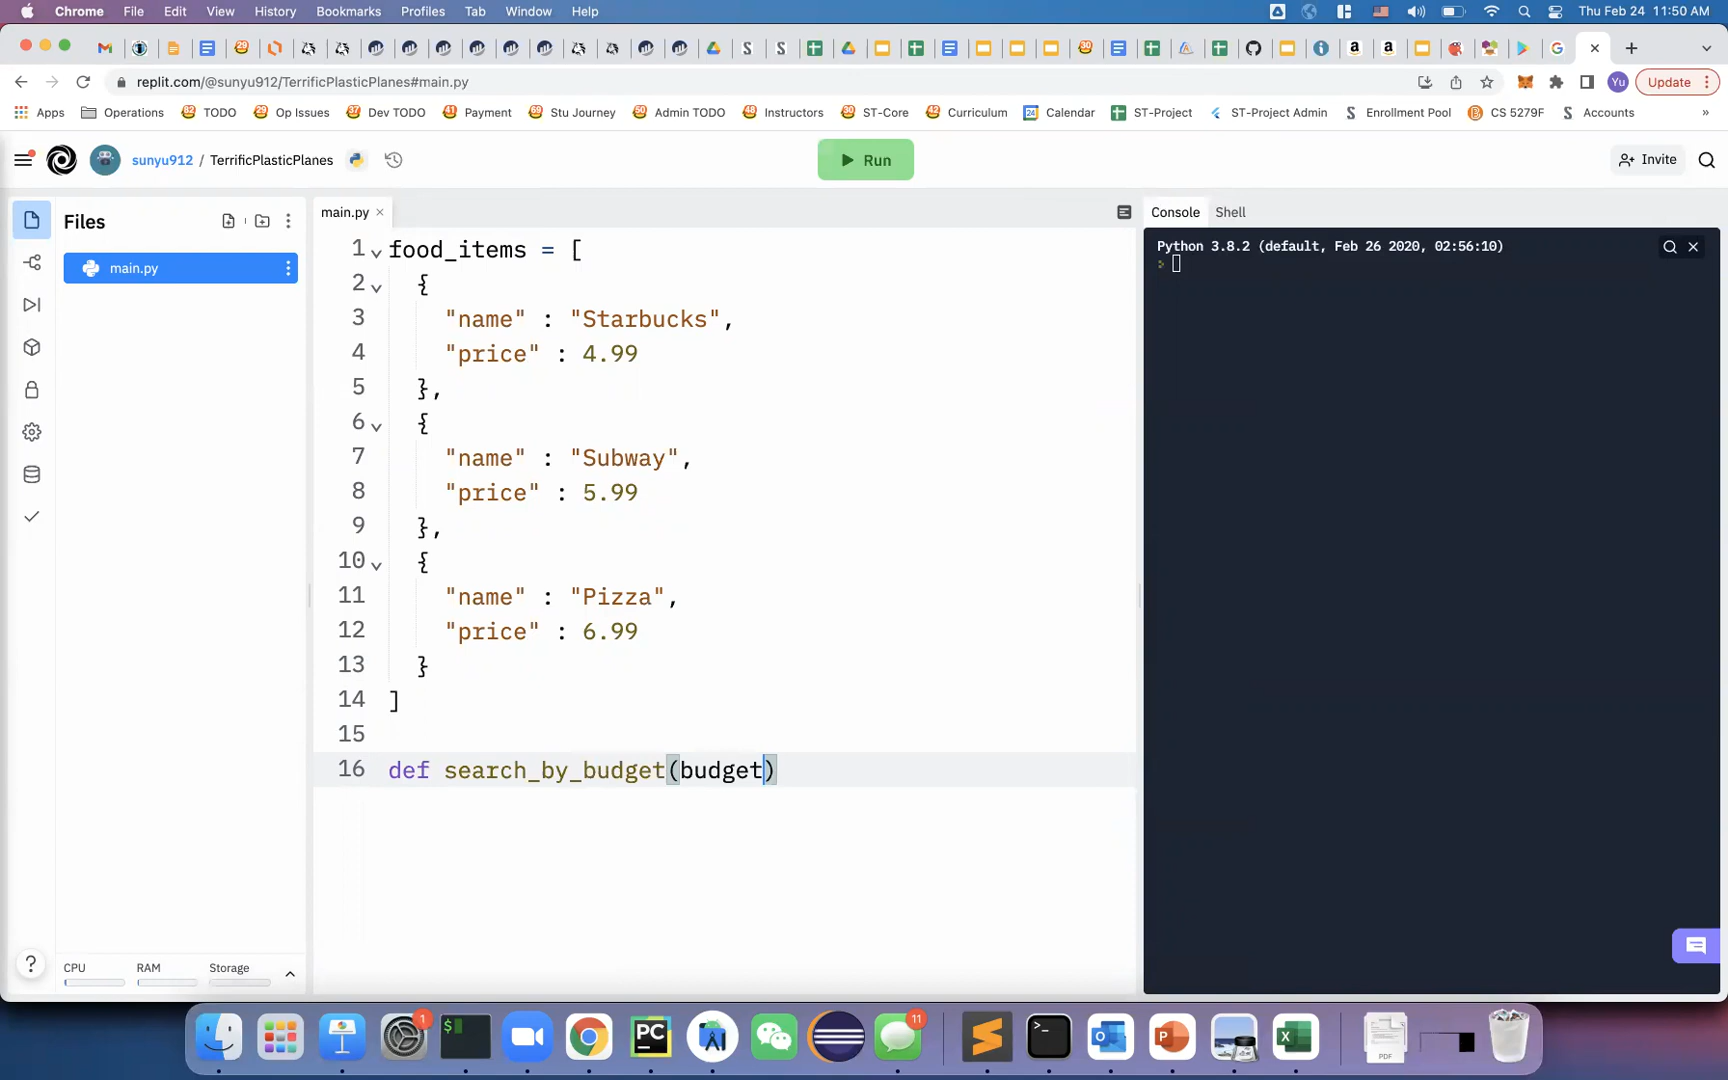 Chrome File Edit View History Bookmarks Profiles Tab Window Help Thu Feb 24 11:50 AM
replit.com/@sunyu912/TerrificPlasticPlanes#main.py Yu Update
Apps Operations TODO Op Issues Dev TODO Payment Stu Journey Admin TODO Instructors ST-Core Curriculum Calendar ST-Project ST-Project Admin Enrollment Pool CS 5279F Accounts »
sunyu912 / TerrificPlasticPlanes Run Invite
Files main.py × Console Shell
main.py
Python 3.8.2 (default, Feb 26 2020, 02:56:10)
1 food_items = [
2 {
3 "name" : "Starbucks",
4 "price" : 4.99
5 },
6 {
7 "name" : "Subway",
8 "price" : 5.99
9 },
10 {
11 "name" : "Pizza",
12 "price" : 6.99
13 }
14 ]
15
16 def search_by_budget(budget)
? CPU RAM Storage
1 $ PC 11 >_ PDF